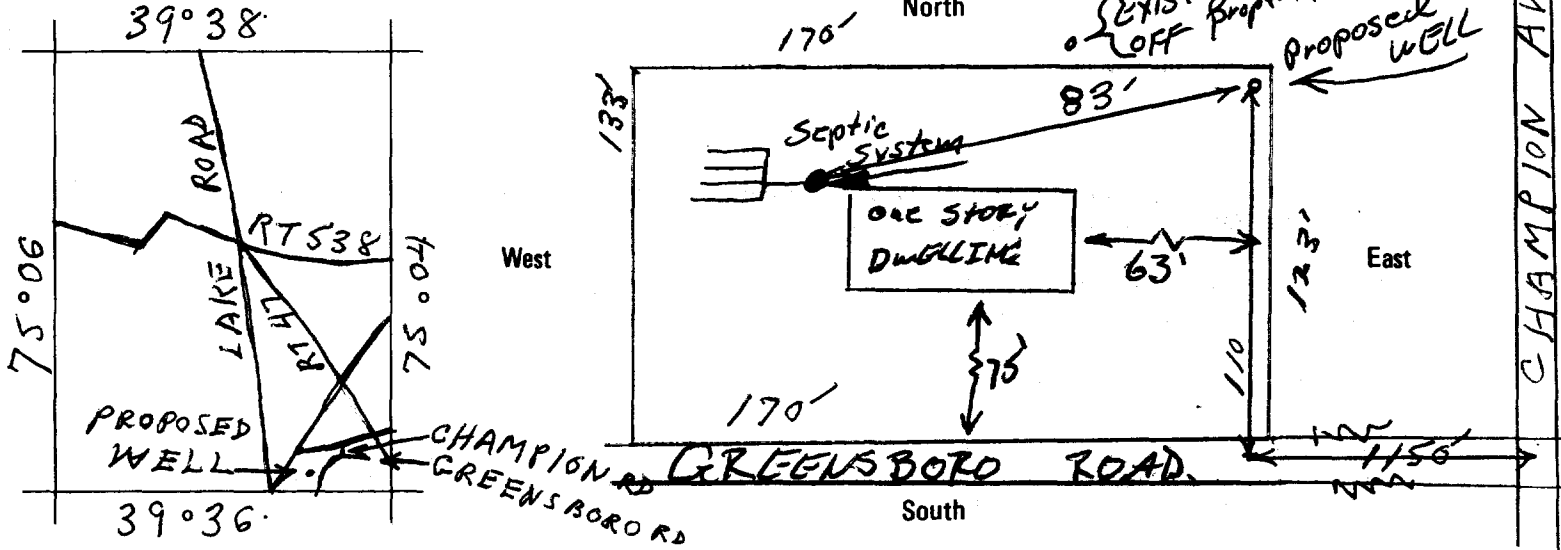 39°38
ROAD
RT 538
75°06
LAKE
RT 47
75°04
PROPOSED
WELL
CHAMPION RD
GREENSBORO RD
39°36
North
170'
OFF
Proposed
WELL
133'
83'
Septic
System
One Story
Dwelling
West
63'
123'
East
75'
110
170'
GREENSBORO ROAD.
1150'
South
CHAMPION